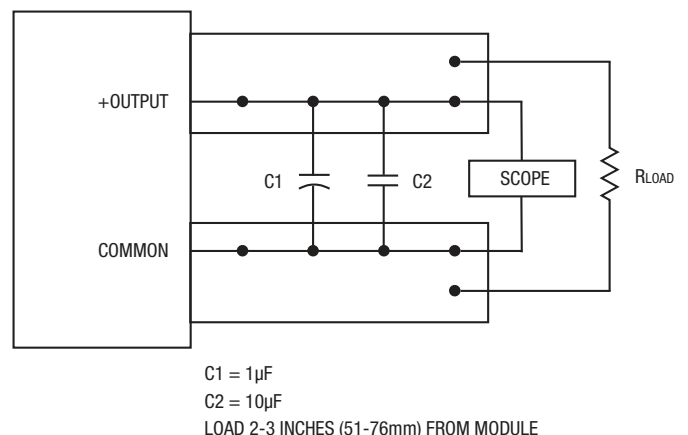 +OUTPUT
C1
C2
SCOPE
RLOAD
COMMON
C1 = 1µF
C2 = 10µF
LOAD 2-3 INCHES (51-76mm) FROM MODULE